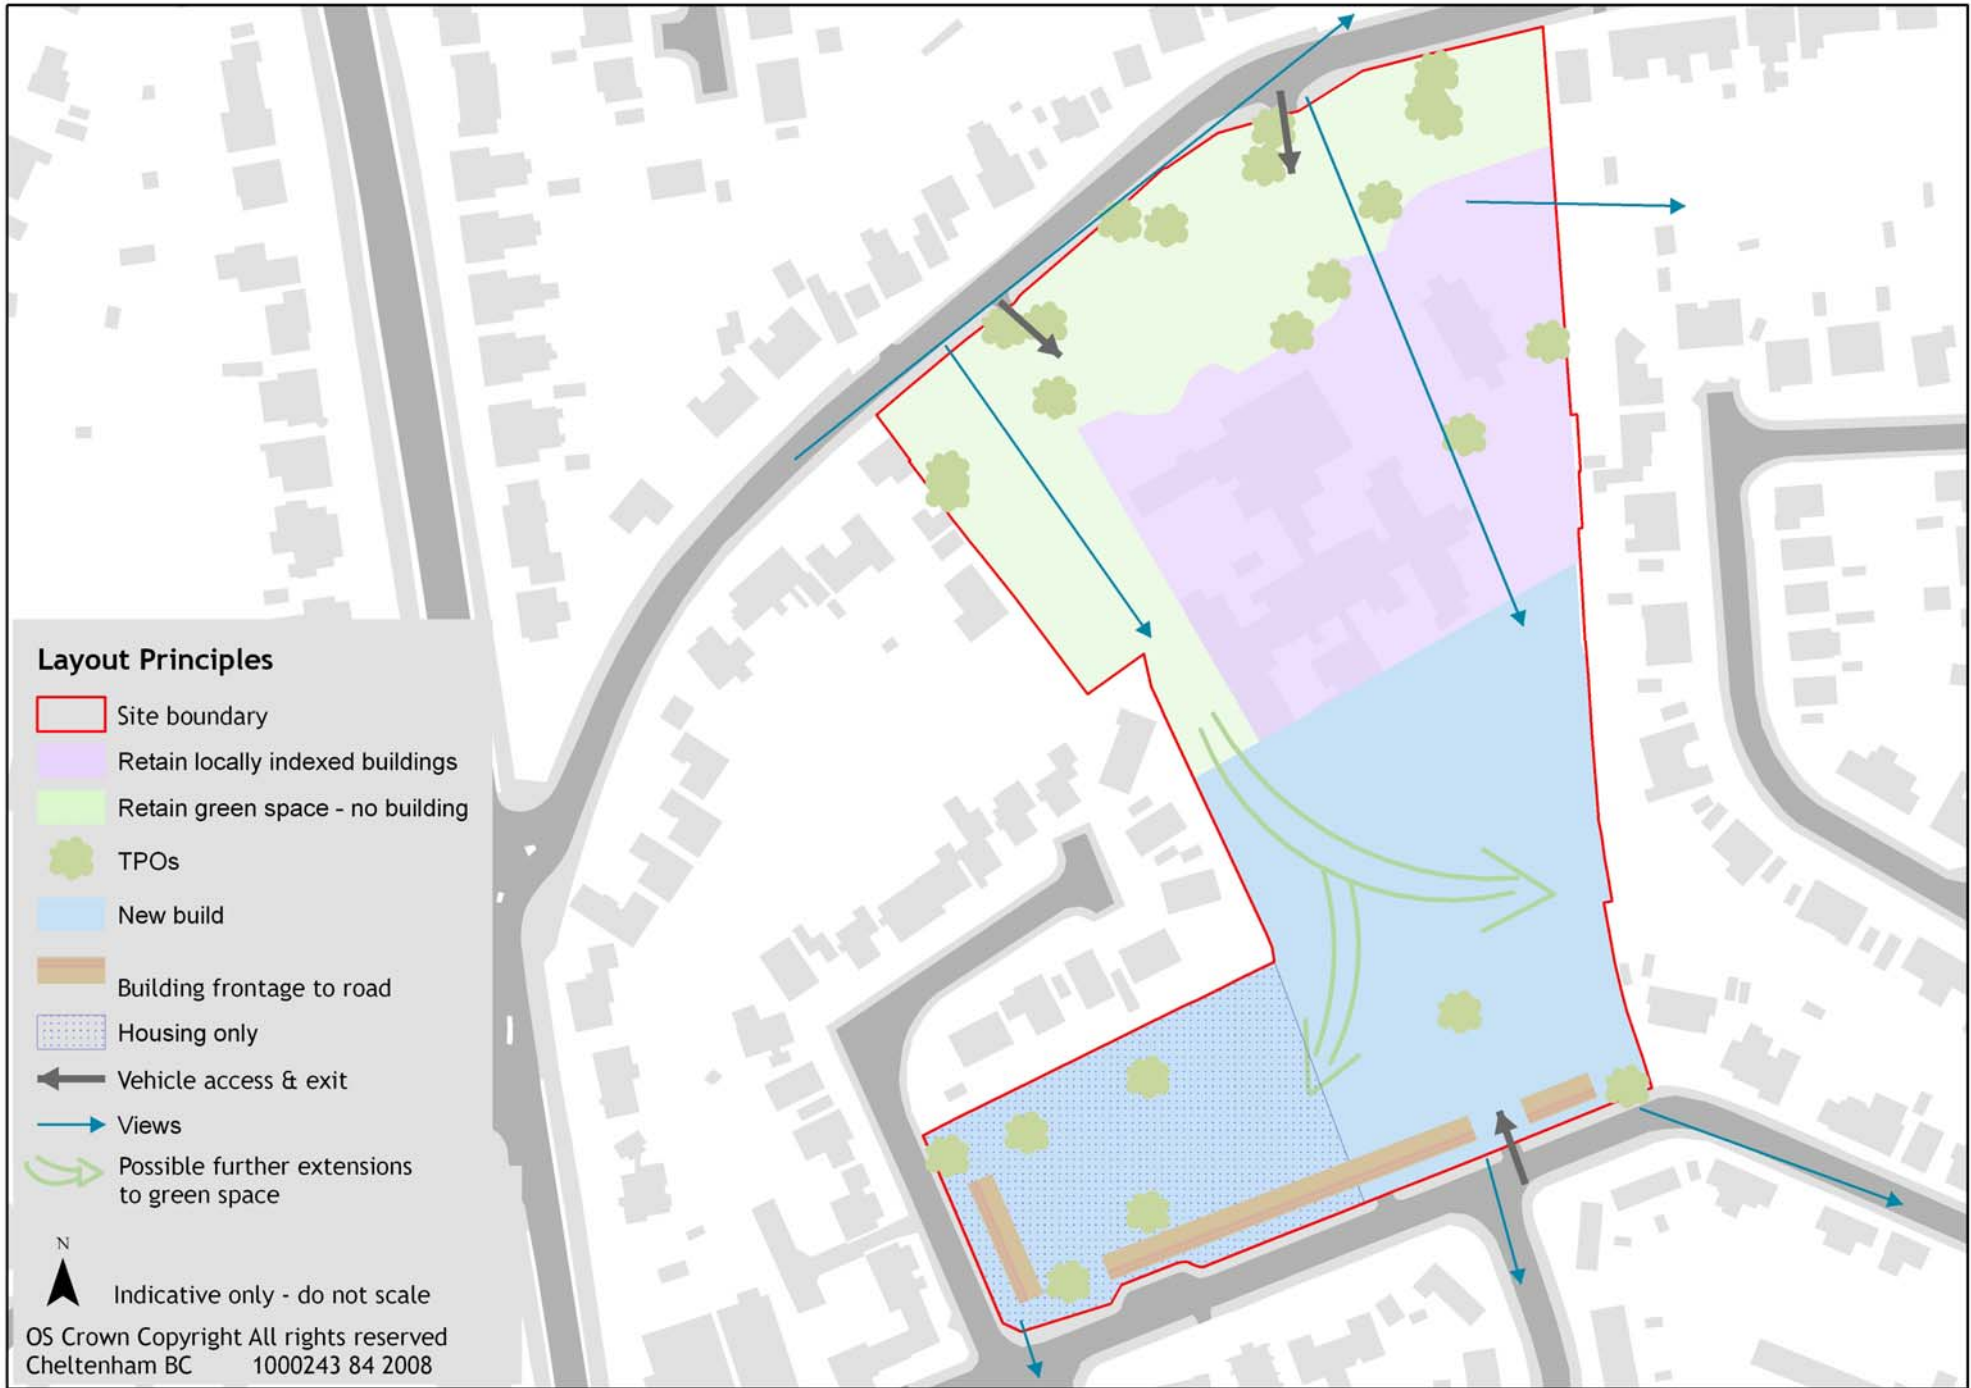 Layout Principles
Site boundary
Retain locally indexed buildings
Retain green space - no building
TPOs
New build
Building frontage to road
Housing only
Vehicle access & exit
Views
Possible further extensions
to green space
N
Indicative only - do not scale
OS Crown Copyright All rights reserved
Cheltenham BC 1000243 84 2008